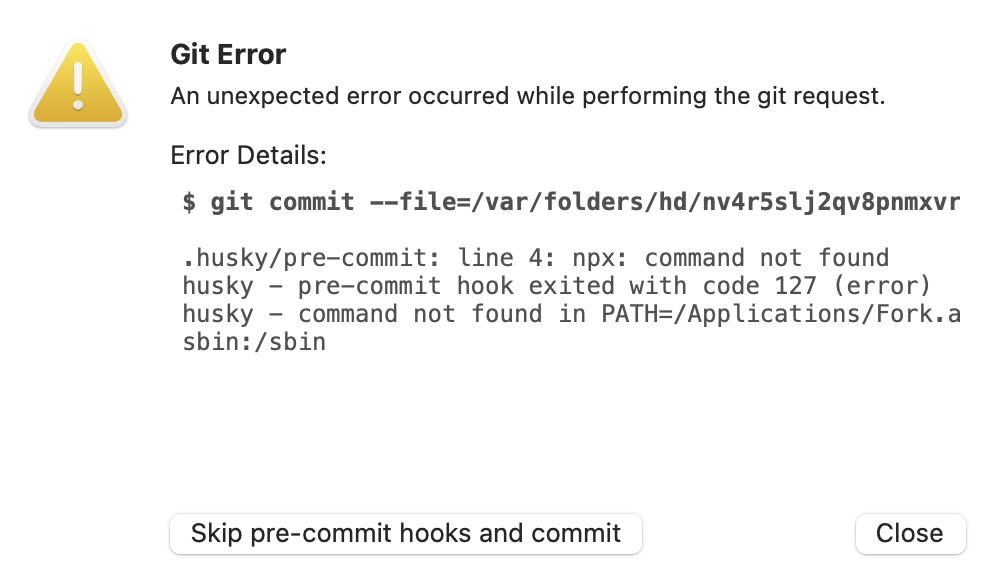 Git Error
An unexpected error occurred while performing the git request.
Error Details:
$ git commit --file=/var/folders/hd/nv4r5slj2qv8pnmxvr
.husky/pre-commit: line 4: npx: command not found
husky - pre-commit hook exited with code 127 (error)
husky - command not found in PATH=/Applications/Fork.a
sbin:/sbin
Skip pre-commit hooks and commit
Close